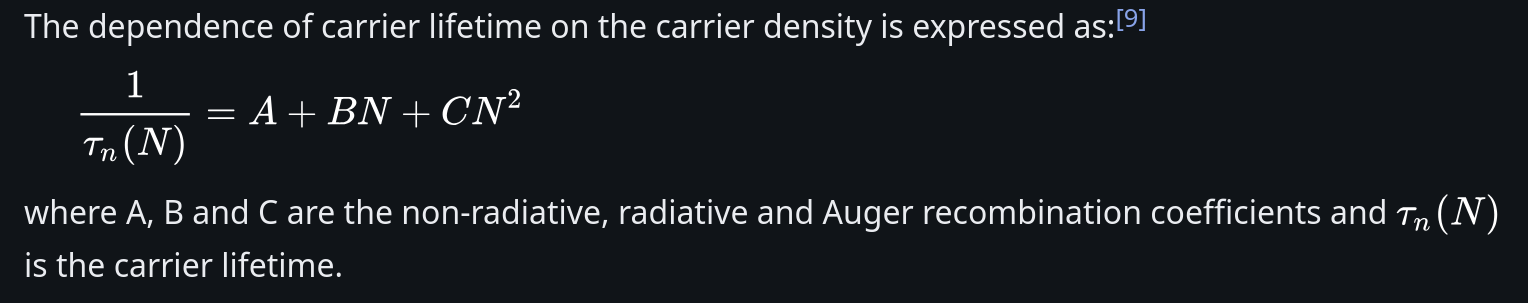 The dependence of carrier lifetime on the carrier density is expressed as:[9]
1/τₙ(N) = A + BN + CN²
where A, B and C are the non-radiative, radiative and Auger recombination coefficients and τₙ(N)
is the carrier lifetime.